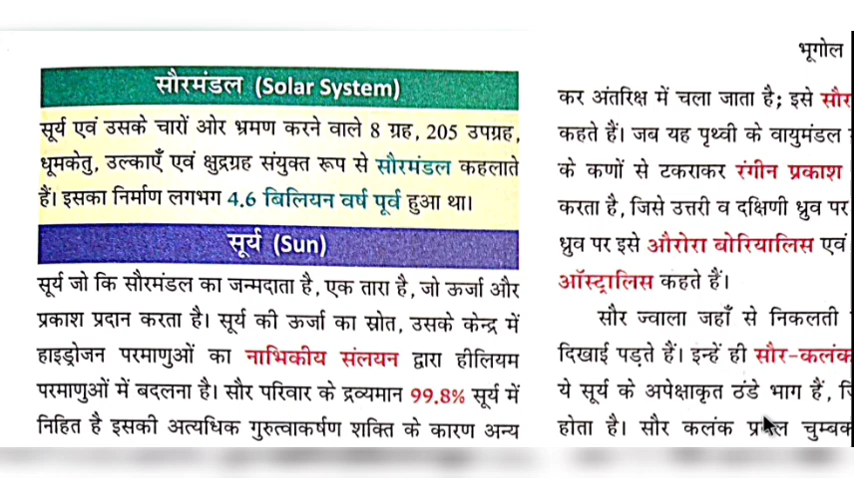 सौरमंडल (Solar System)
सूर्य एवं उसके चारों ओर भ्रमण करने वाले 8 ग्रह, 205 उपग्रह,
धूमकेतु, उल्काएँ एवं क्षुद्रग्रह संयुक्त रूप से सौरमंडल कहलाते
हैं। इसका निर्माण लगभग 4.6 बिलियन वर्ष पूर्व हुआ था।
सूर्य (Sun)
सूर्य जो कि सौरमंडल का जन्मदाता है, एक तारा है, जो ऊर्जा और
प्रकाश प्रदान करता है। सूर्य की ऊर्जा का स्रोत, उसके केन्द्र में
हाइड्रोजन परमाणुओं का नाभिकीय संलयन द्वारा हीलियम
परमाणुओं में बदलना है। सौर परिवार के द्रव्यमान 99.8% सूर्य में
निहित है इसकी अत्यधिक गुरुत्वाकर्षण शक्ति के कारण अन्य
भूगोल
कर अंतरिक्ष में चला जाता है; इसे सौर
कहते हैं। जब यह पृथ्वी के वायुमंडल
के कणों से टकराकर रंगीन प्रकाश
करता है, जिसे उत्तरी व दक्षिणी ध्रुव पर
ध्रुव पर इसे औरोरा बोरियालिस एवं
ऑस्ट्रालिस कहते हैं।
सौर ज्वाला जहाँ से निकलती
दिखाई पड़ते हैं। इन्हें ही सौर-कलंक
ये सूर्य के अपेक्षाकृत ठंडे भाग हैं,
होता है। सौर कलंक चुम्बक